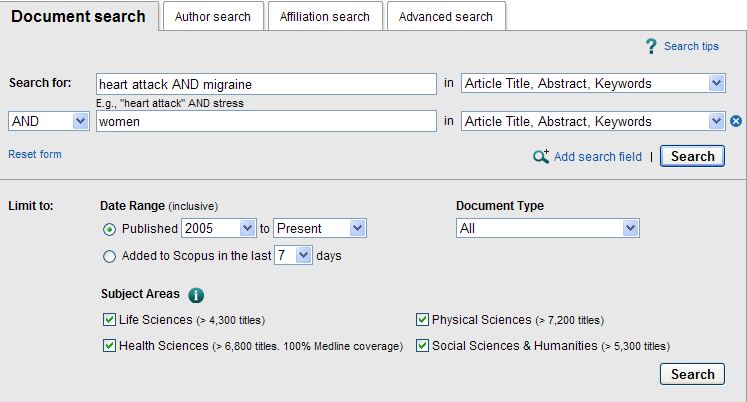 Document search Author search Affiliation search Advanced search
? Search tips
Search for: heart attack AND migraine in Article Title, Abstract, Keywords
E.g., "heart attack" AND stress
AND women in Article Title, Abstract, Keywords
Reset form Add search field | Search
Limit to: Date Range (inclusive) Document Type
Published 2005 to Present All
Added to Scopus in the last 7 days
Subject Areas i
Life Sciences (> 4,300 titles) Physical Sciences (> 7,200 titles)
Health Sciences (> 6,800 titles. 100% Medline coverage) Social Sciences & Humanities (> 5,300 titles)
Search